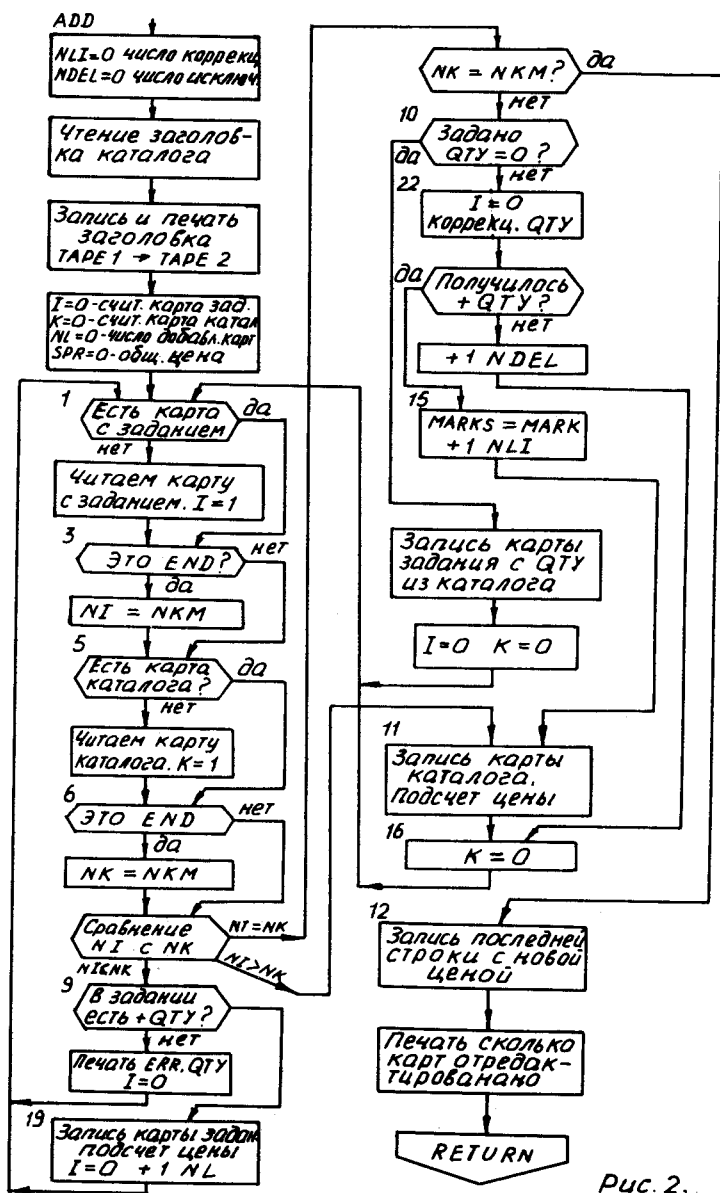 ADD
NLI=0 число коррекц
NDEL=0 число исключ
Чтение заголов-
ка каталога
Запись и печать
заголовка
TAPE 1 → TAPE 2
I=0-счит. карта зад.
K=0-счит. карта катал
NL=0-число добавл. карт
SPR=0-общ. цена
1
Есть карта
с заданием
да
нет
Читаем карту
с заданием. I=1
3
Это END?
нет
да
NI = NKM
5
Есть карта
каталога?
да
нет
Читаем карту
каталога. K=1
6
Это END
нет
да
NK = NKM
Сравнение
NI с NK
NI=NK
NI>NK
NI<NK
9
В задании
есть +QTY?
нет
Печать ERR. QTY
I=0
19
Запись карты задан
подсчет цены
I=0 +1 NL
NK = NKM?
да
нет
10
Задано
QTY=0?
да
нет
22
I=0
Коррекц. QTY
да
Получилось
+QTY?
нет
+1 NDEL
15
MARKS=MARK
+1 NLI
Запись карты
задания с QTY
из каталога
I=0 K=0
11
Запись карты
каталога.
Подсчет цены
16
K=0
12
Запись последней
строки с новой
ценой
Печать сколько
карт отредак-
тированано
RETURN
Рис. 2.